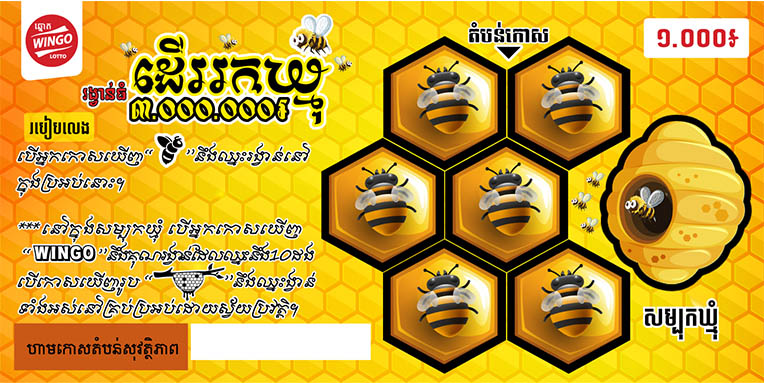 ឆ្នោត
WINGO
LOTTO
ដើររកឃ្មុំ
រង្វាន់ធំ
៣.០០០.០០០៛
តំបន់កោស
១.០០០៛
របៀបលេង
បើអ្នកកោសឃើញ“ ”នឹងឈ្នះរង្វាន់នៅ
ក្នុងប្រអប់នោះ។
***នៅក្នុងសម្បុកឃ្មុំ បើអ្នកកោសឃើញ
“WINGO”នឹងគុណរង្វាន់ដែលឈ្នះនឹង10ដង
បើកោសឃើញរូប“ ”នឹងឈ្នះរង្វាន់
ទាំងអស់នៅគ្រប់ប្រអប់ដោយស្វ័យប្រវត្តិ។
ហាមកោសតំបន់សុវត្ថិភាព
សម្បុកឃ្មុំ